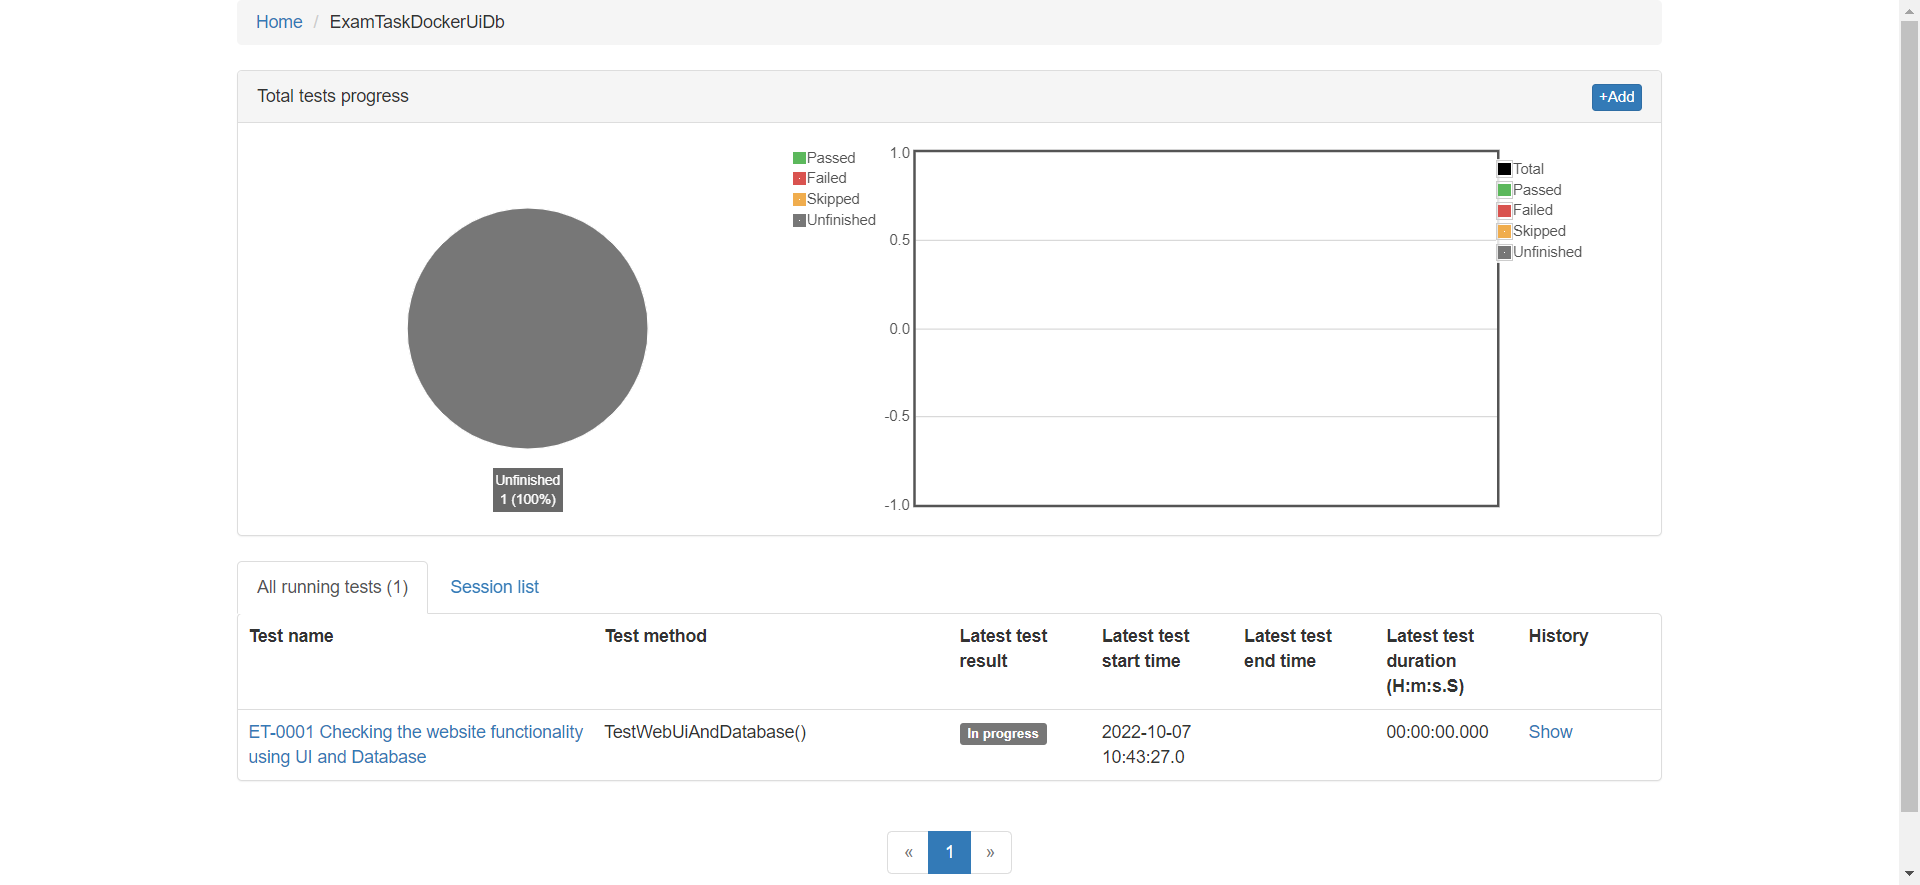 Home / ExamTaskDockerUiDb
Total tests progress
+Add
Passed
Failed
Skipped
Unfinished
Unfinished
1 (100%)
1.0
0.5
0.0
-0.5
-1.0
Total
Passed
Failed
Skipped
Unfinished
All running tests (1)
Session list
Test name
Test method
Latest test
result
Latest test
start time
Latest test
end time
Latest test
duration
(H:m:s.S)
History
ET-0001 Checking the website functionality
using UI and Database
TestWebUiAndDatabase()
In progress
2022-10-07
10:43:27.0
00:00:00.000
Show
« 1 »